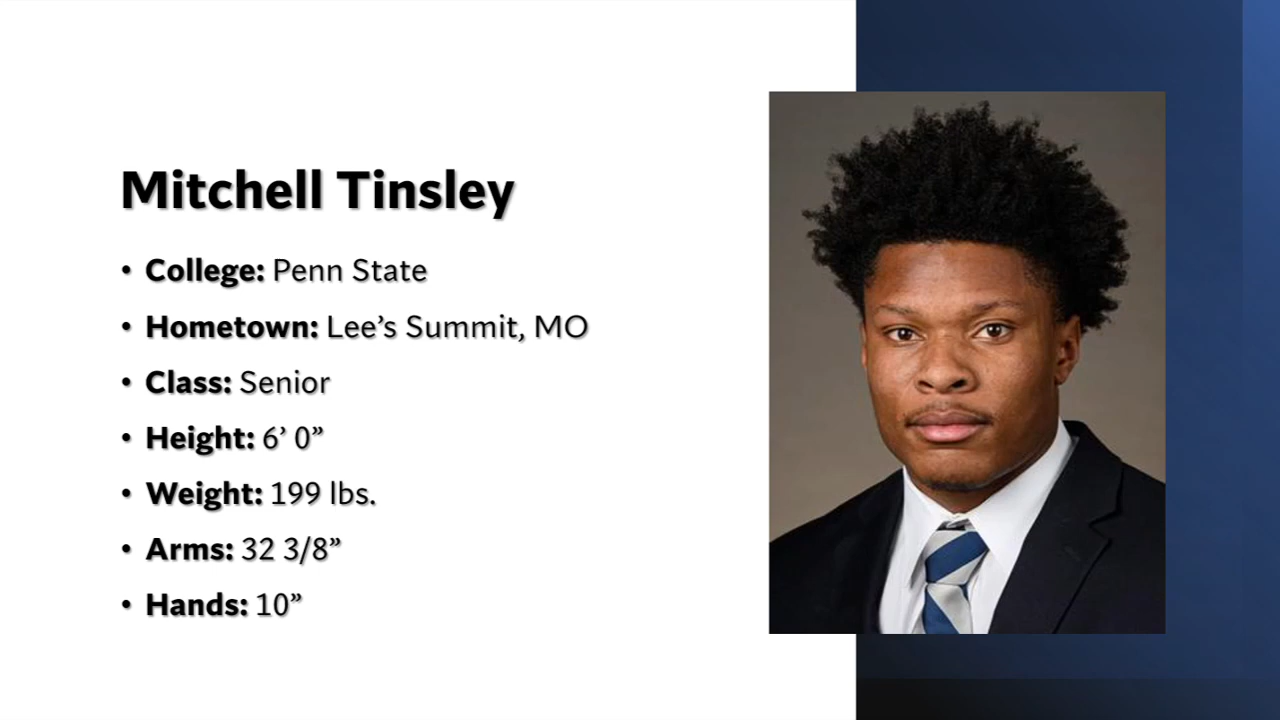 Mitchell Tinsley
• College: Penn State
• Hometown: Lee’s Summit, MO
• Class: Senior
• Height: 6’ 0”
• Weight: 199 lbs.
• Arms: 32 3/8”
• Hands: 10”